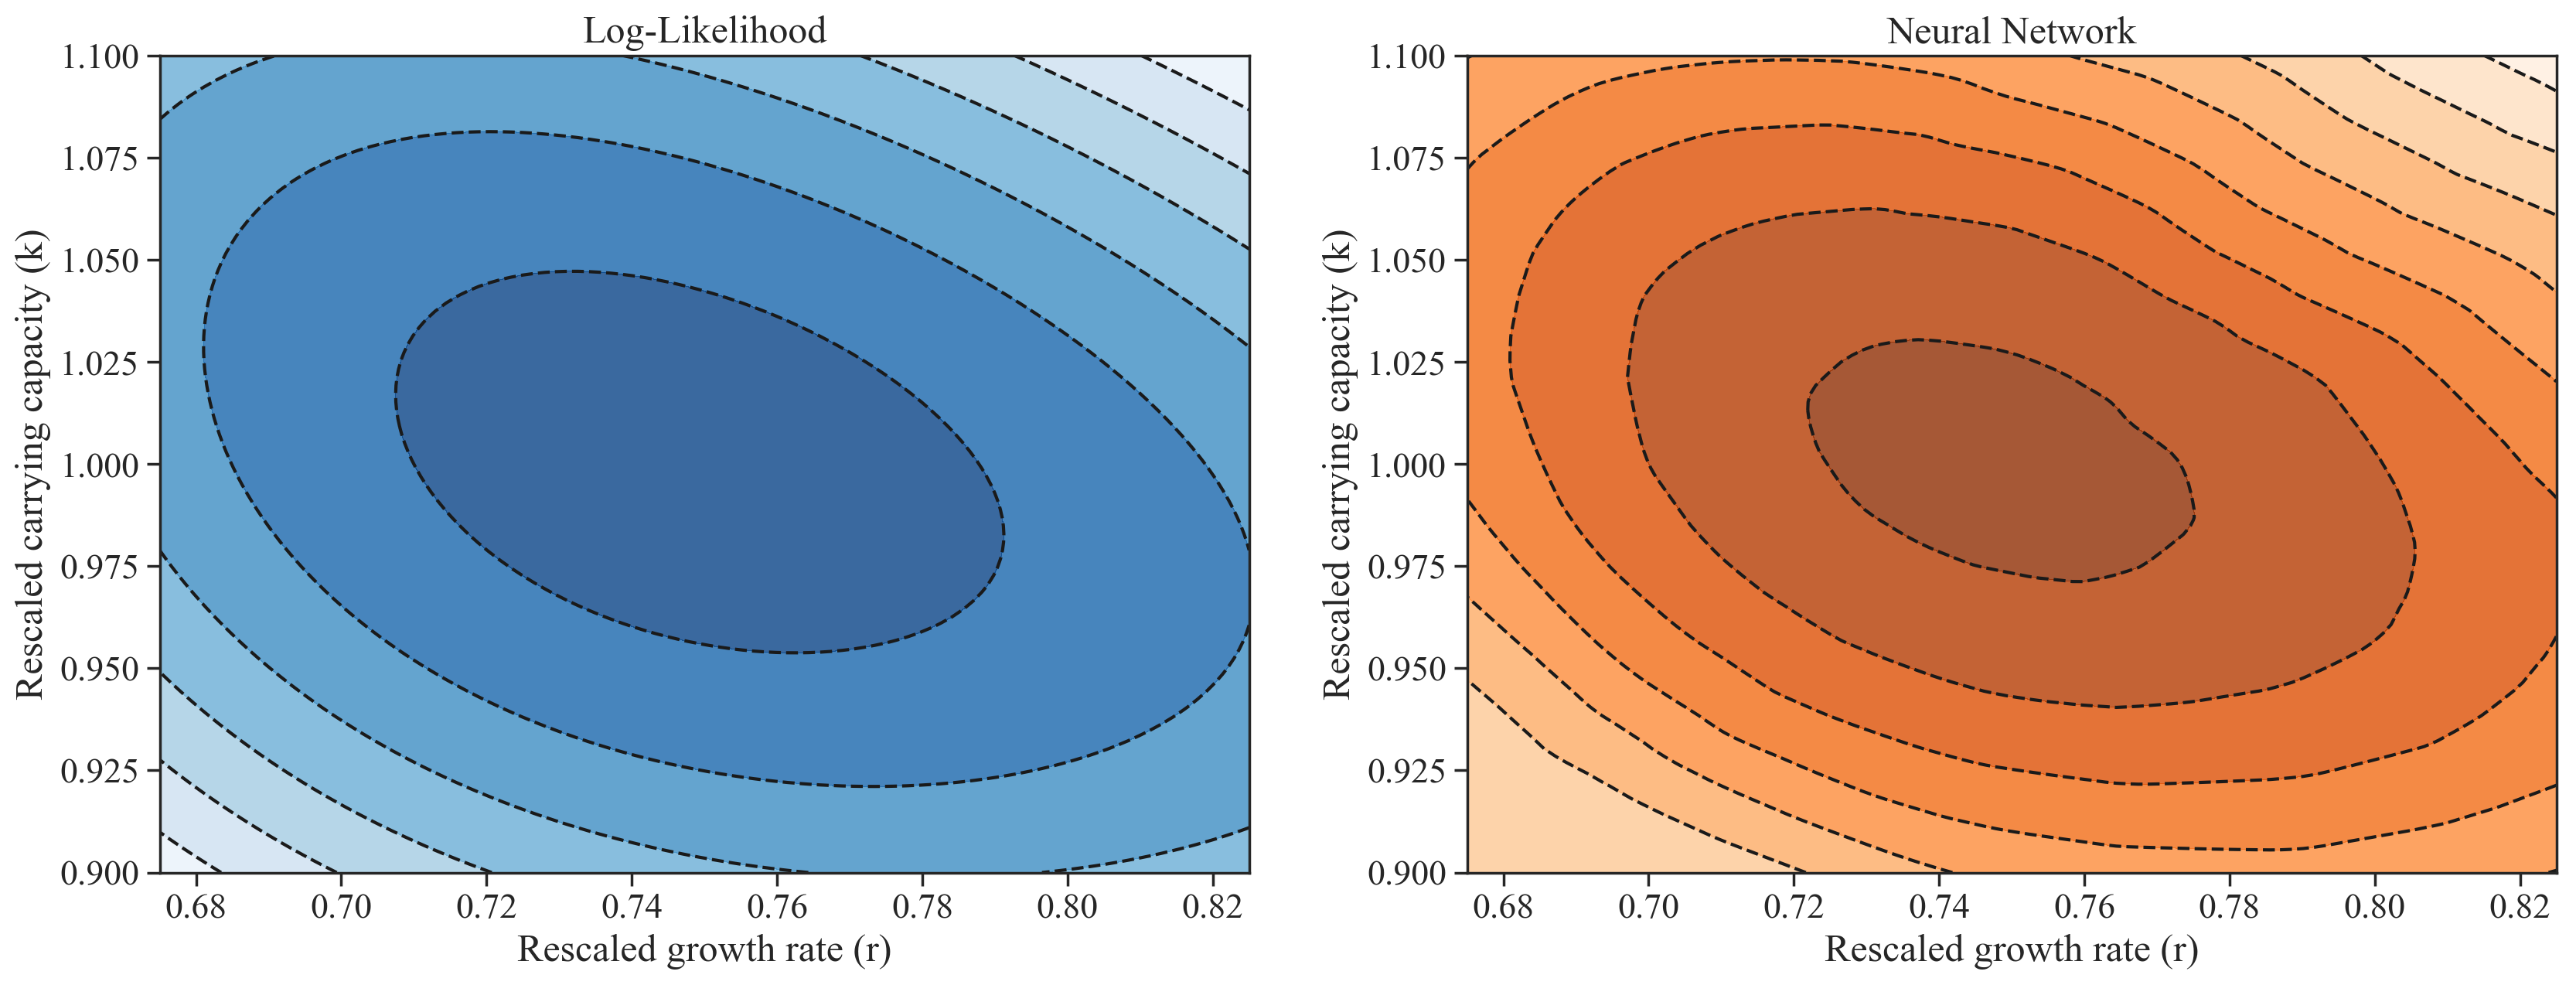 Log-Likelihood
1.100
1.075
1.050
1.025
1.000
0.975
0.950
0.925
0.900
Rescaled carrying capacity (k)
0.68 0.70 0.72 0.74 0.76 0.78 0.80 0.82
Rescaled growth rate (r)
Neural Network
1.100
1.075
1.050
1.025
1.000
0.975
0.950
0.925
0.900
Rescaled carrying capacity (k)
0.68 0.70 0.72 0.74 0.76 0.78 0.80 0.82
Rescaled growth rate (r)